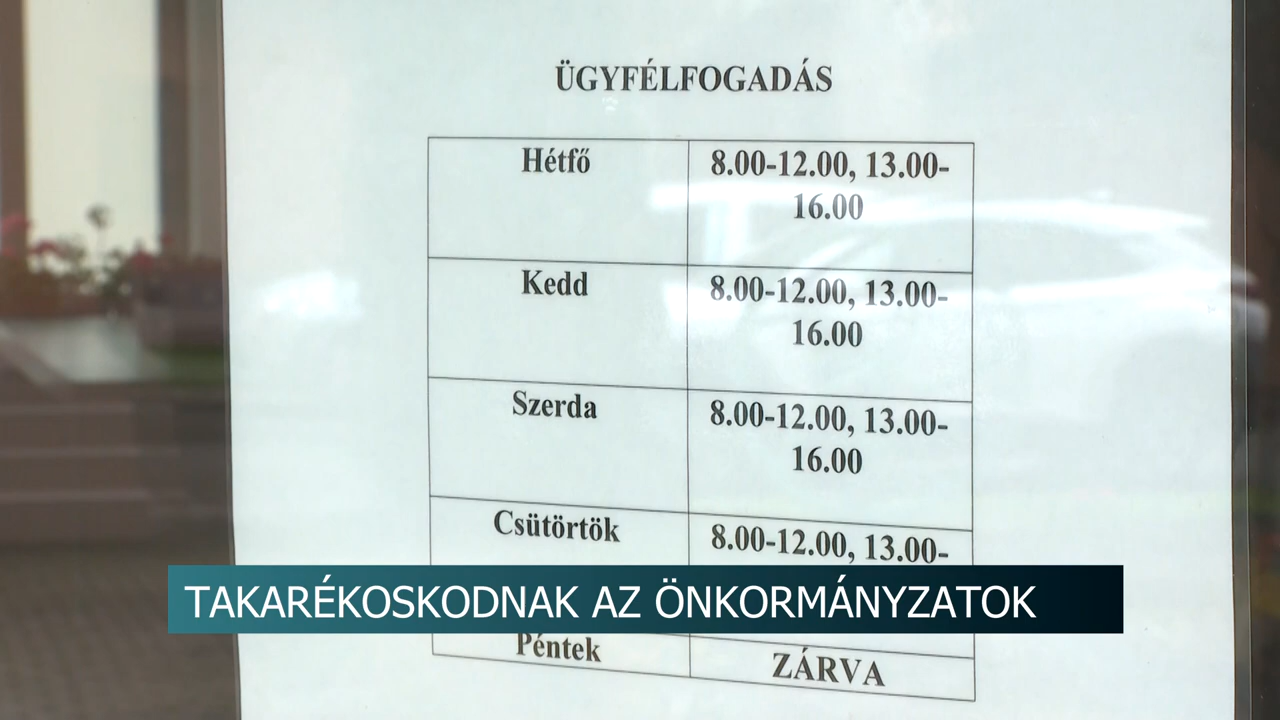 ÜGYFÉLFOGADÁS
Hétfő
8.00-12.00, 13.00-
16.00
Kedd
8.00-12.00, 13.00-
16.00
Szerda
8.00-12.00, 13.00-
16.00
Csütörtök
8.00-12.00, 13.00-
TAKARÉKOSKODNAK AZ ÖNKORMÁNYZATOK
Péntek
ZÁRVA